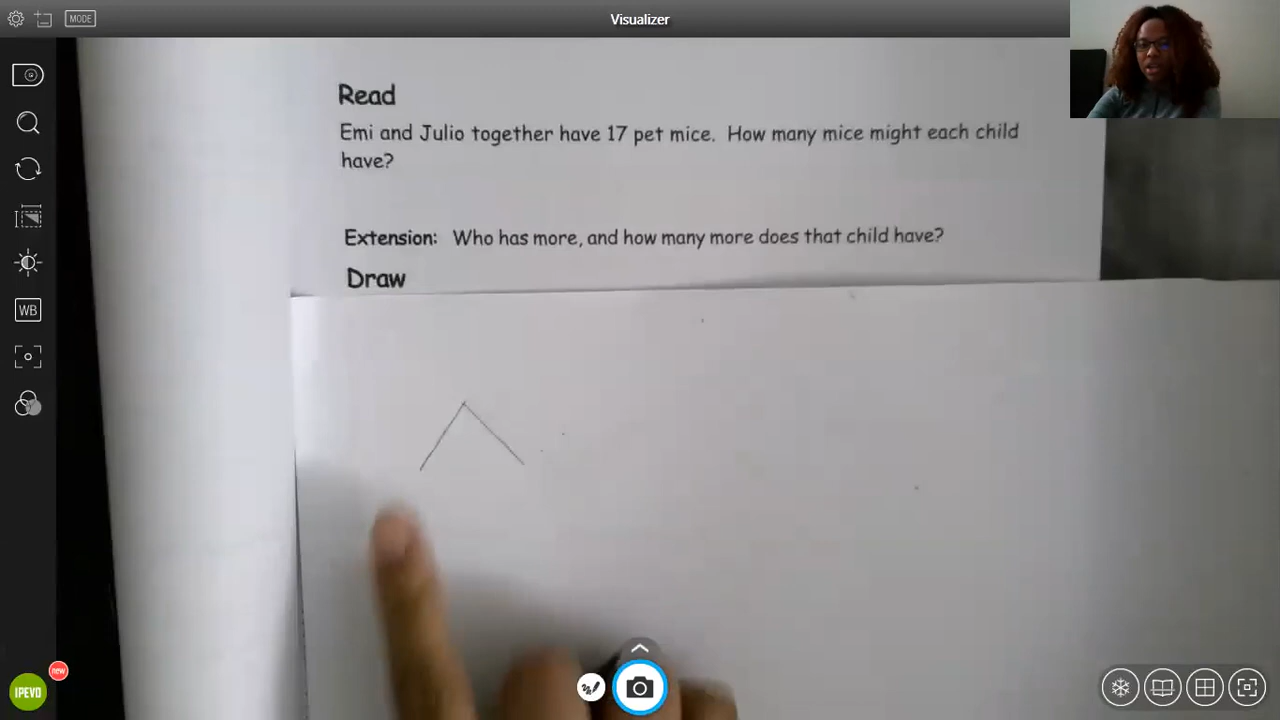 MODE
Visualizer
Read
Emi and Julio together have 17 pet mice. How many mice might each child
have?
Extension: Who has more, and how many more does that child have?
Draw
WB
new
IPEVO